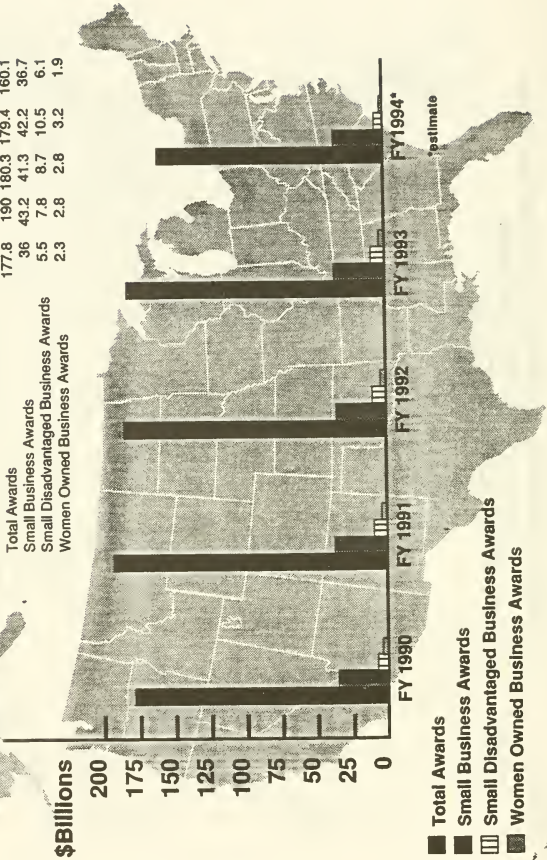 Total Awards 177.8 190 180.3 179.4 160.1
Small Business Awards 36 43.2 41.3 42.2 36.7
Small Disadvantaged Business Awards 5.5 7.8 8.7 10.5 6.1
Women Owned Business Awards 2.3 2.8 2.8 3.2 1.9
$Billions
200
175
150
125
100
75
50
25
0
FY 1990 FY 1991 FY 1992 FY 1993 FY1994*
*estimate
Total Awards
Small Business Awards
Small Disadvantaged Business Awards
Women Owned Business Awards